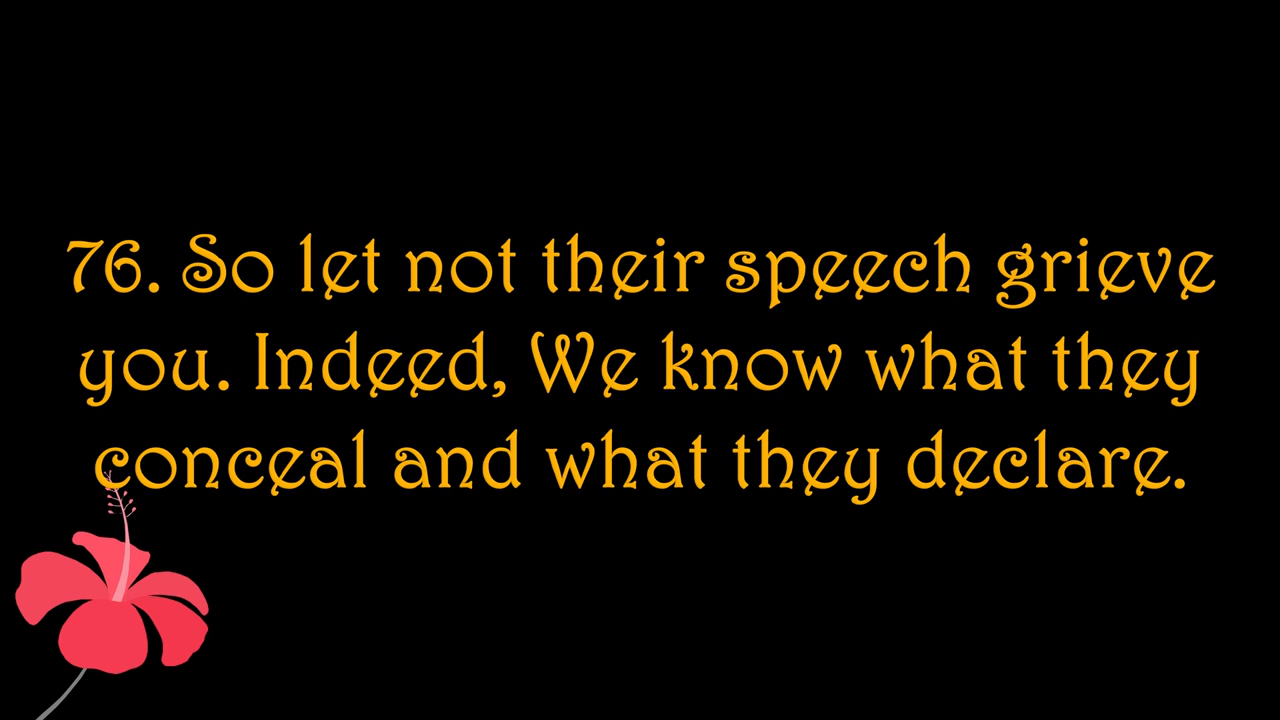 76. So let not their speech grieve
you. Indeed, We know what they
conceal and what they declare.